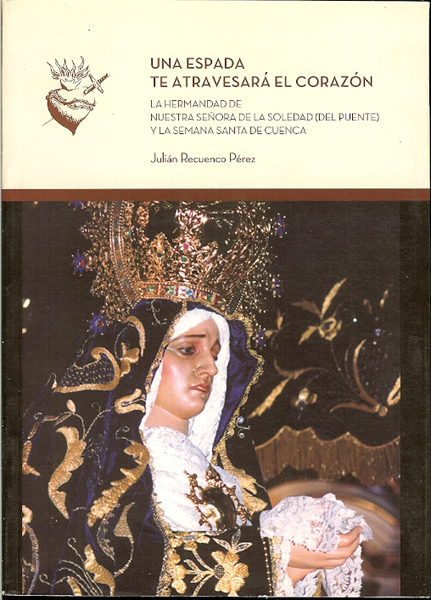 UNA ESPADA
TE ATRAVESARÁ EL CORAZÓN
LA HERMANDAD DE
NUESTRA SEÑORA DE LA SOLEDAD (DEL PUENTE)
Y LA SEMANA SANTA DE CUENCA
Julián Recuenco Pérez